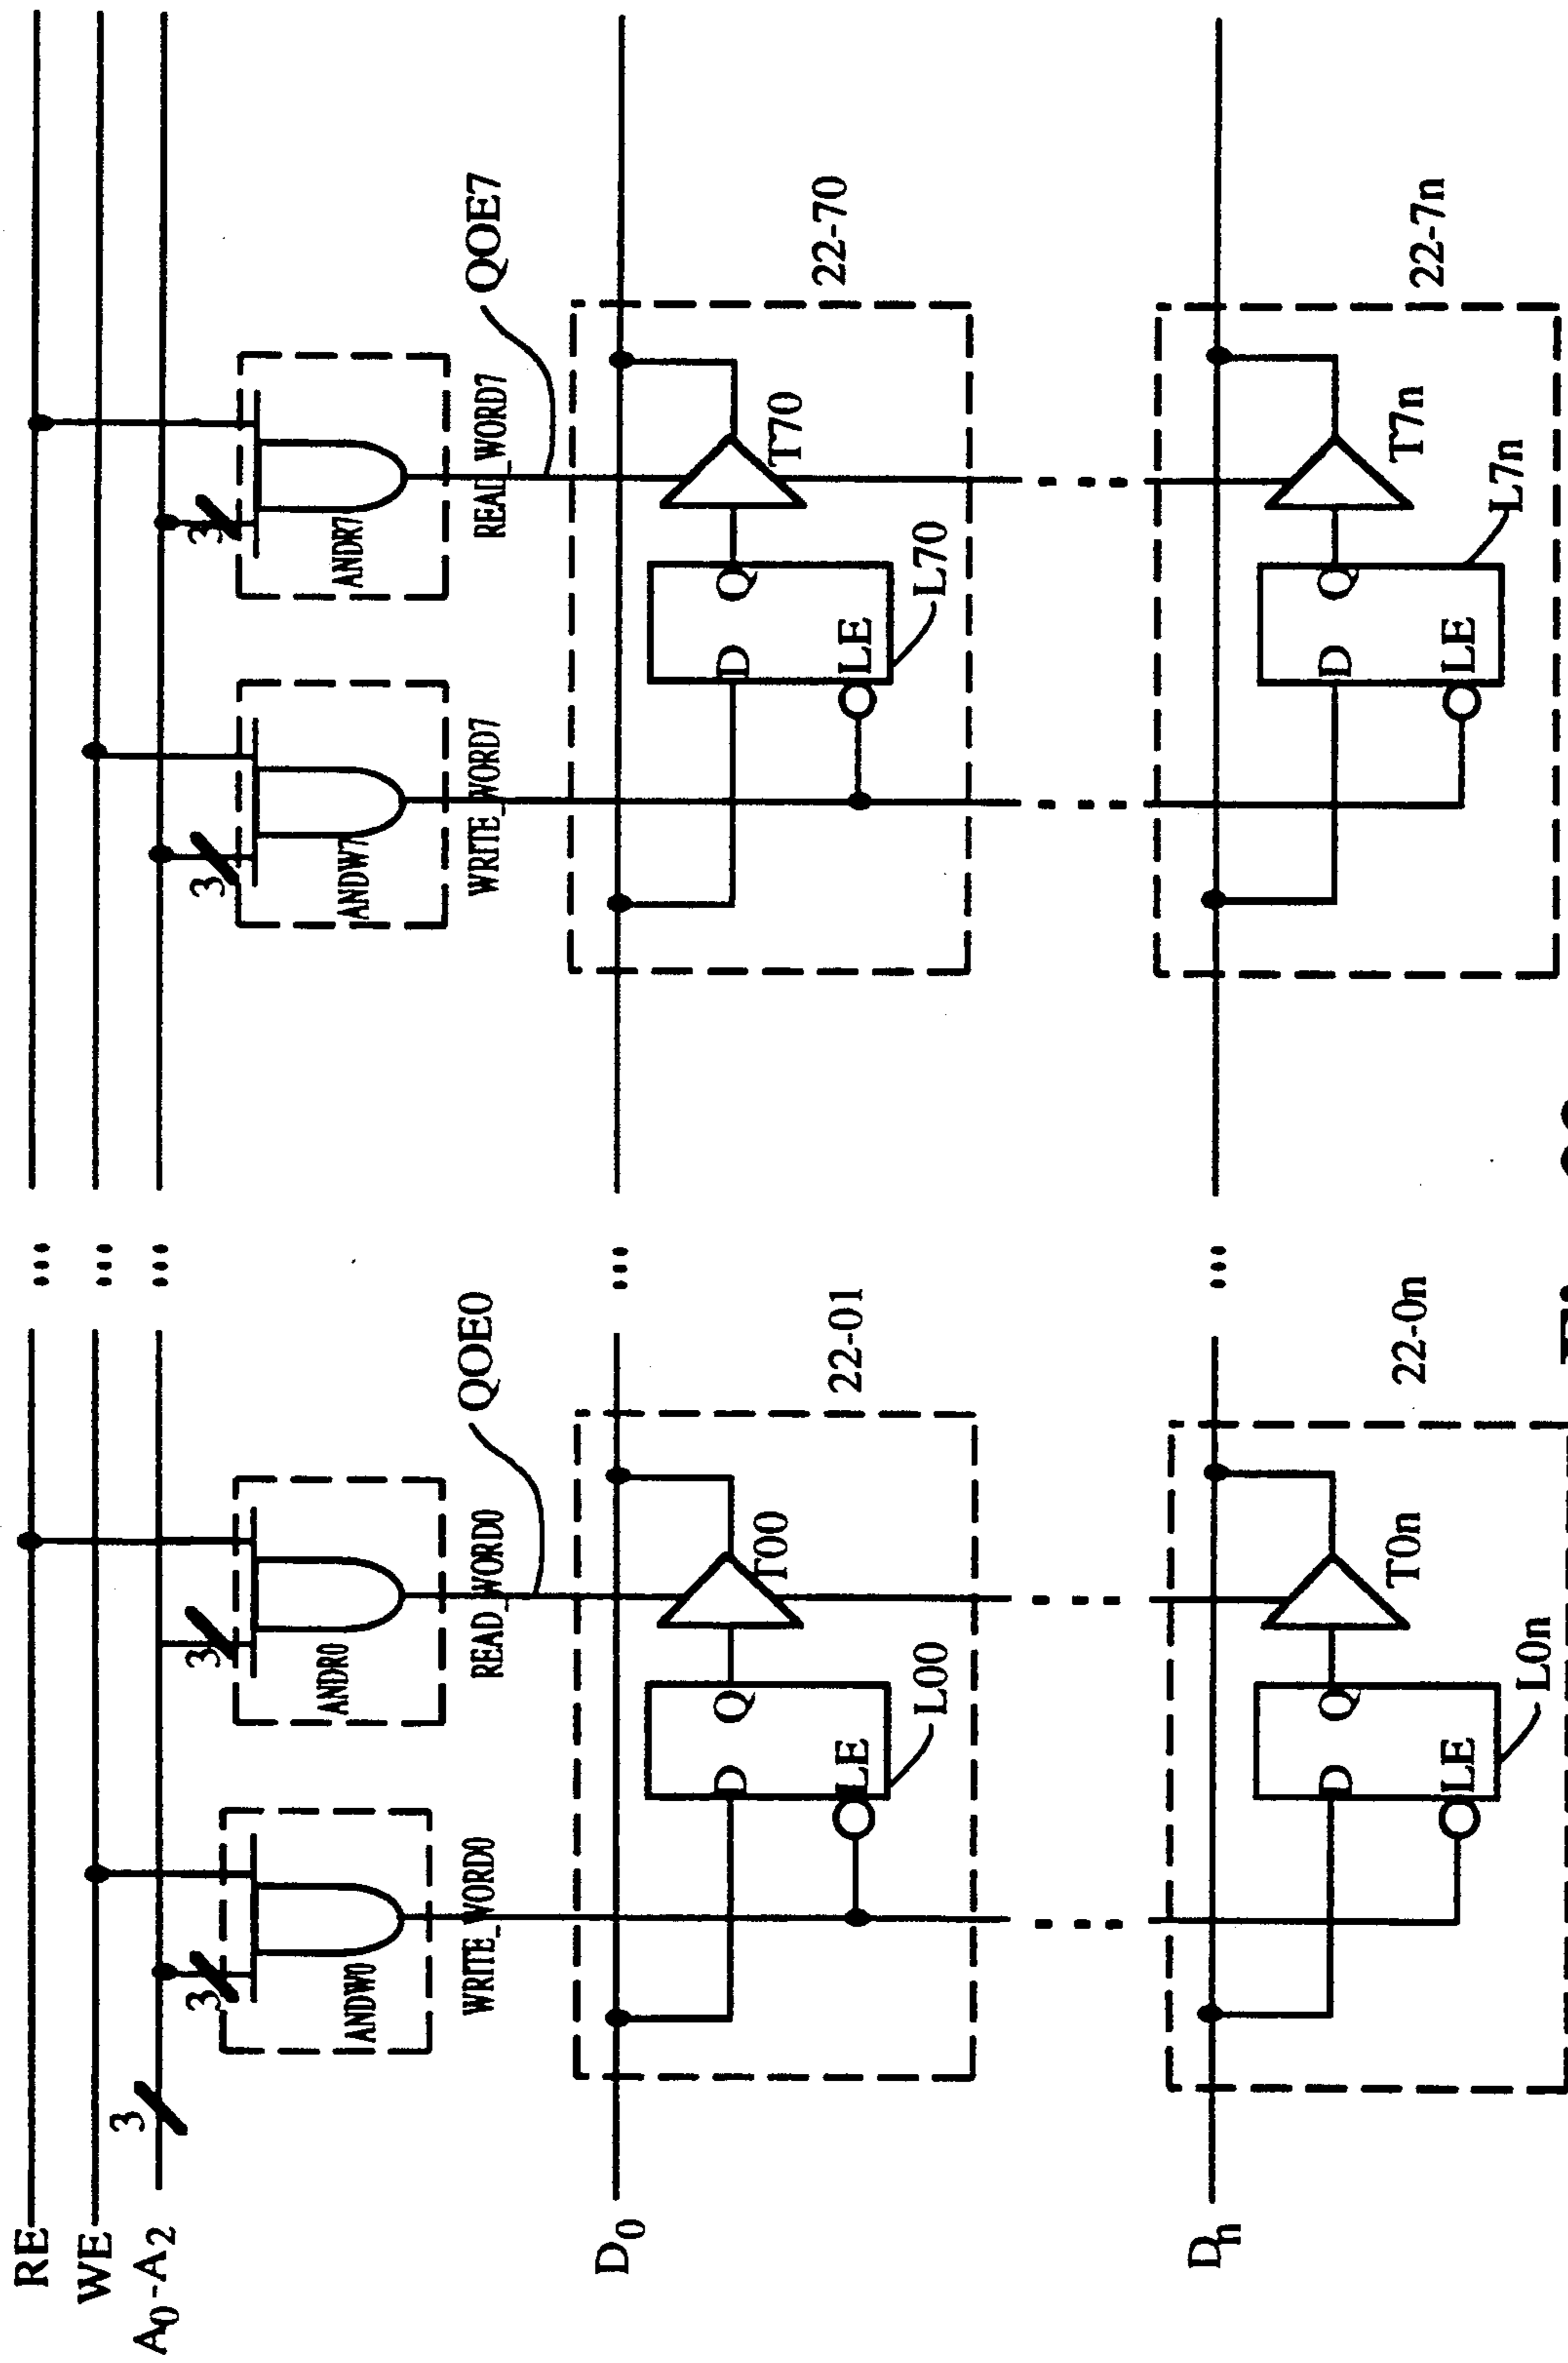 RE
WE
A0-A2
3
3
3
3
3
ANDW0
ANDR0
ANDW7
ANDR7
WRITE_WORD0
READ_WORD0
QOE0
WRITE_WORD7
READ_WORD7
QOE7
D0
D
Q
LE
T00
L00
22-01
D
Q
LE
T70
L70
22-70
Dn
D
Q
LE
T0n
L0n
22-0n
D
Q
LE
T7n
L7n
22-7n